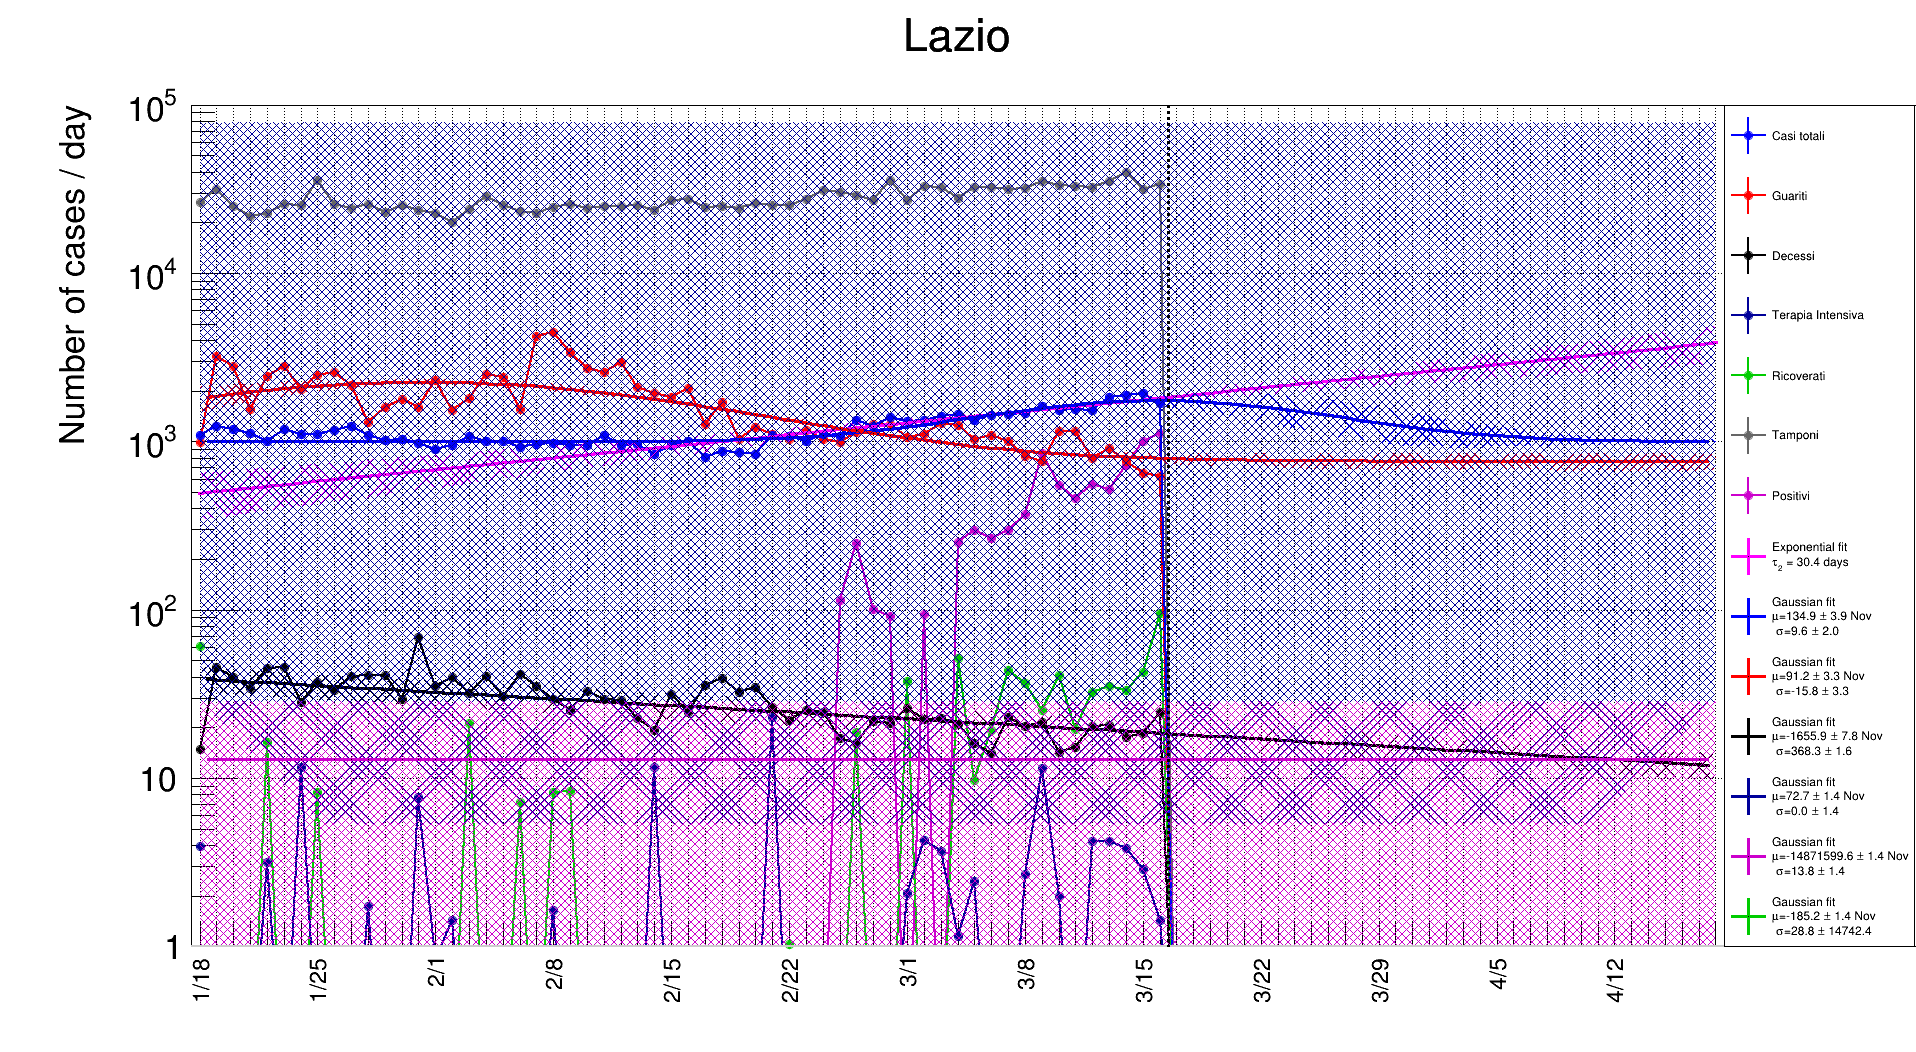 Lazio
Number of cases / day
10^5
10^4
10^3
10^2
10
1
1/18
1/25
2/1
2/8
2/15
2/22
3/1
3/8
3/15
3/22
3/29
4/5
4/12
Casi totali
Guariti
Decessi
Terapia Intensiva
Ricoverati
Tamponi
Positivi
Exponential fit
τ_2 = 30.4 days
Gaussian fit
μ=134.9 ± 3.9 Nov
σ=9.6 ± 2.0
Gaussian fit
μ=91.2 ± 3.3 Nov
σ=-15.8 ± 3.3
Gaussian fit
μ=-1655.9 ± 7.8 Nov
σ=368.3 ± 1.6
Gaussian fit
μ=72.7 ± 1.4 Nov
σ=0.0 ± 1.4
Gaussian fit
μ=-14871599.6 ± 1.4 Nov
σ=13.8 ± 1.4
Gaussian fit
μ=-185.2 ± 1.4 Nov
σ=28.8 ± 14742.4